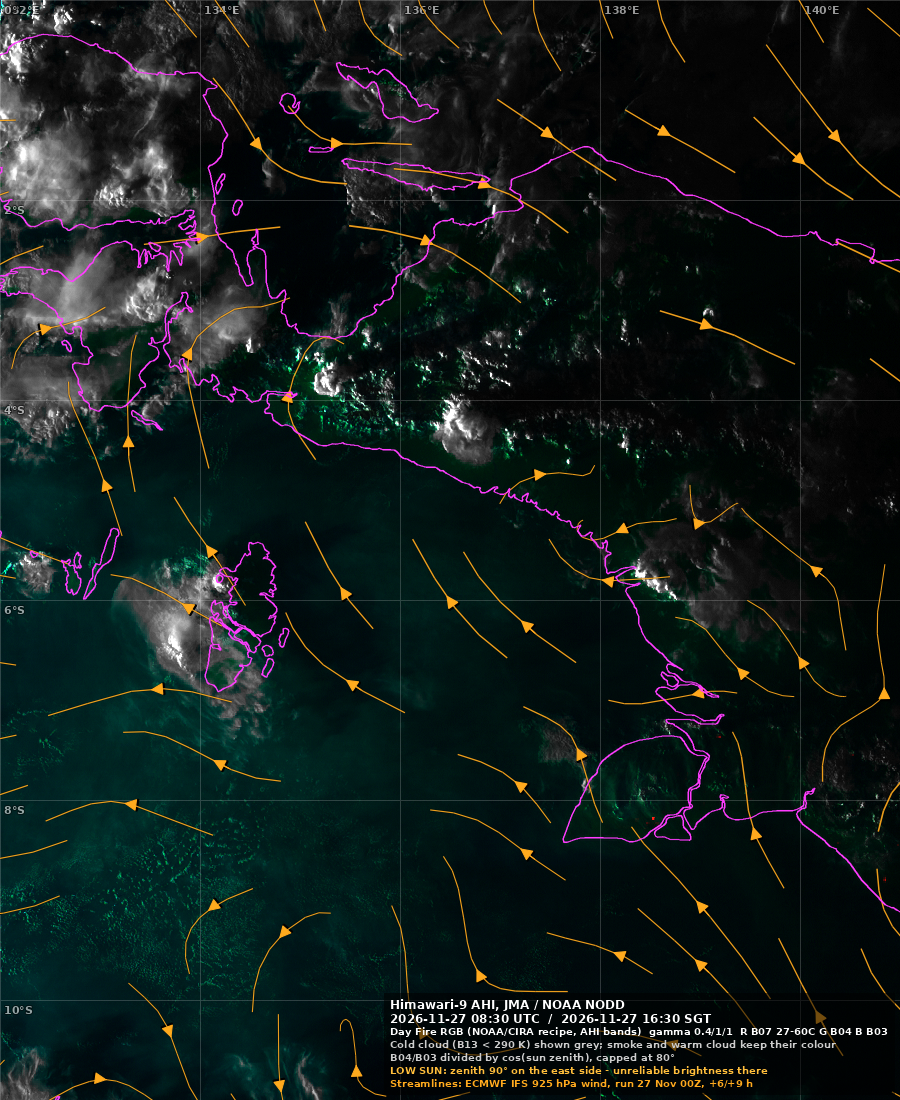 032°E 134°E 136°E 138°E 140°E
2°S
4°S
6°S
8°S
10°S
Himawari-9 AHI, JMA / NOAA NODD
2026-11-27 08:30 UTC / 2026-11-27 16:30 SGT
Day Fire RGB (NOAA/CIRA recipe, AHI bands) gamma 0.4/1/1 R B07 27-60C G B04 B B03
Cold cloud (B13 < 290 K) shown grey; smoke and warm cloud keep their colour
B04/B03 divided by cos(sun zenith), capped at 80°
LOW SUN: zenith 90° on the east side - unreliable brightness there
Streamlines: ECMWF IFS 925 hPa wind, run 27 Nov 00Z, +6/+9 h